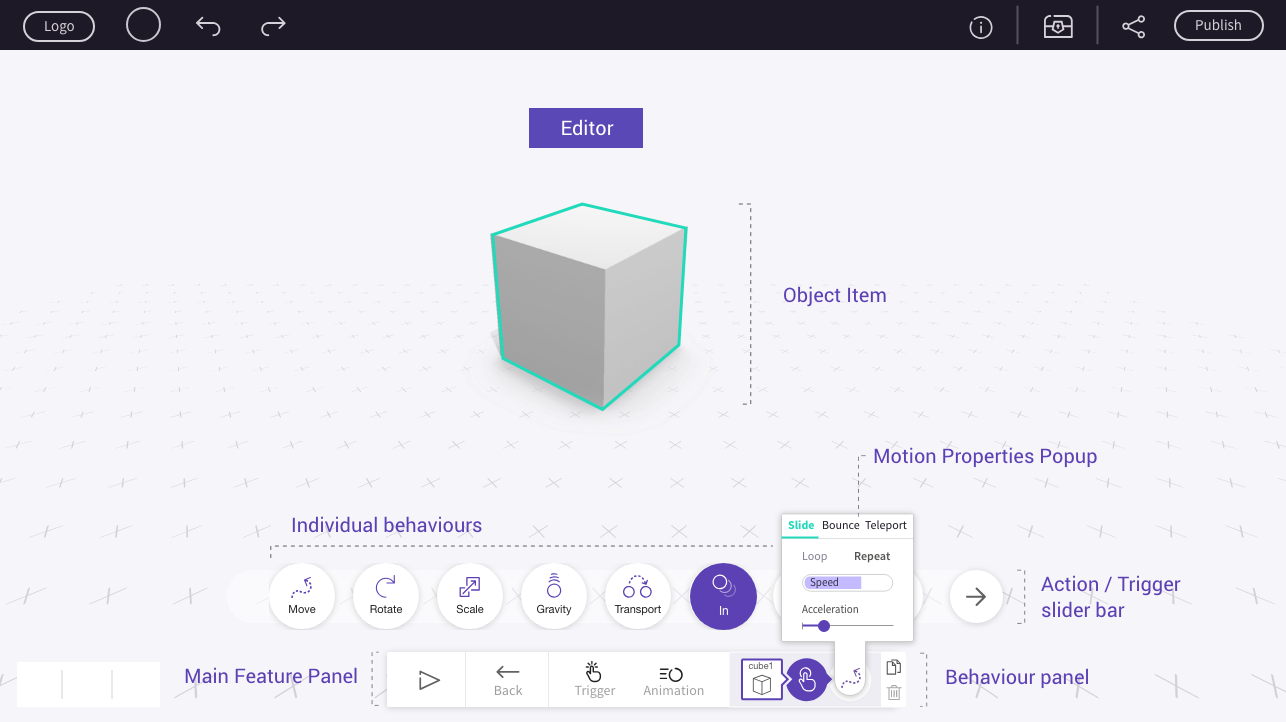 Logo
Publish
Editor
Object Item
Motion Properties Popup
Individual behaviours
Slide Bounce Teleport
Loop Repeat
Speed
Acceleration
Move
Rotate
Scale
Gravity
Transport
In
Action / Trigger
slider bar
Main Feature Panel
Back
Trigger
Animation
cube1
Behaviour panel